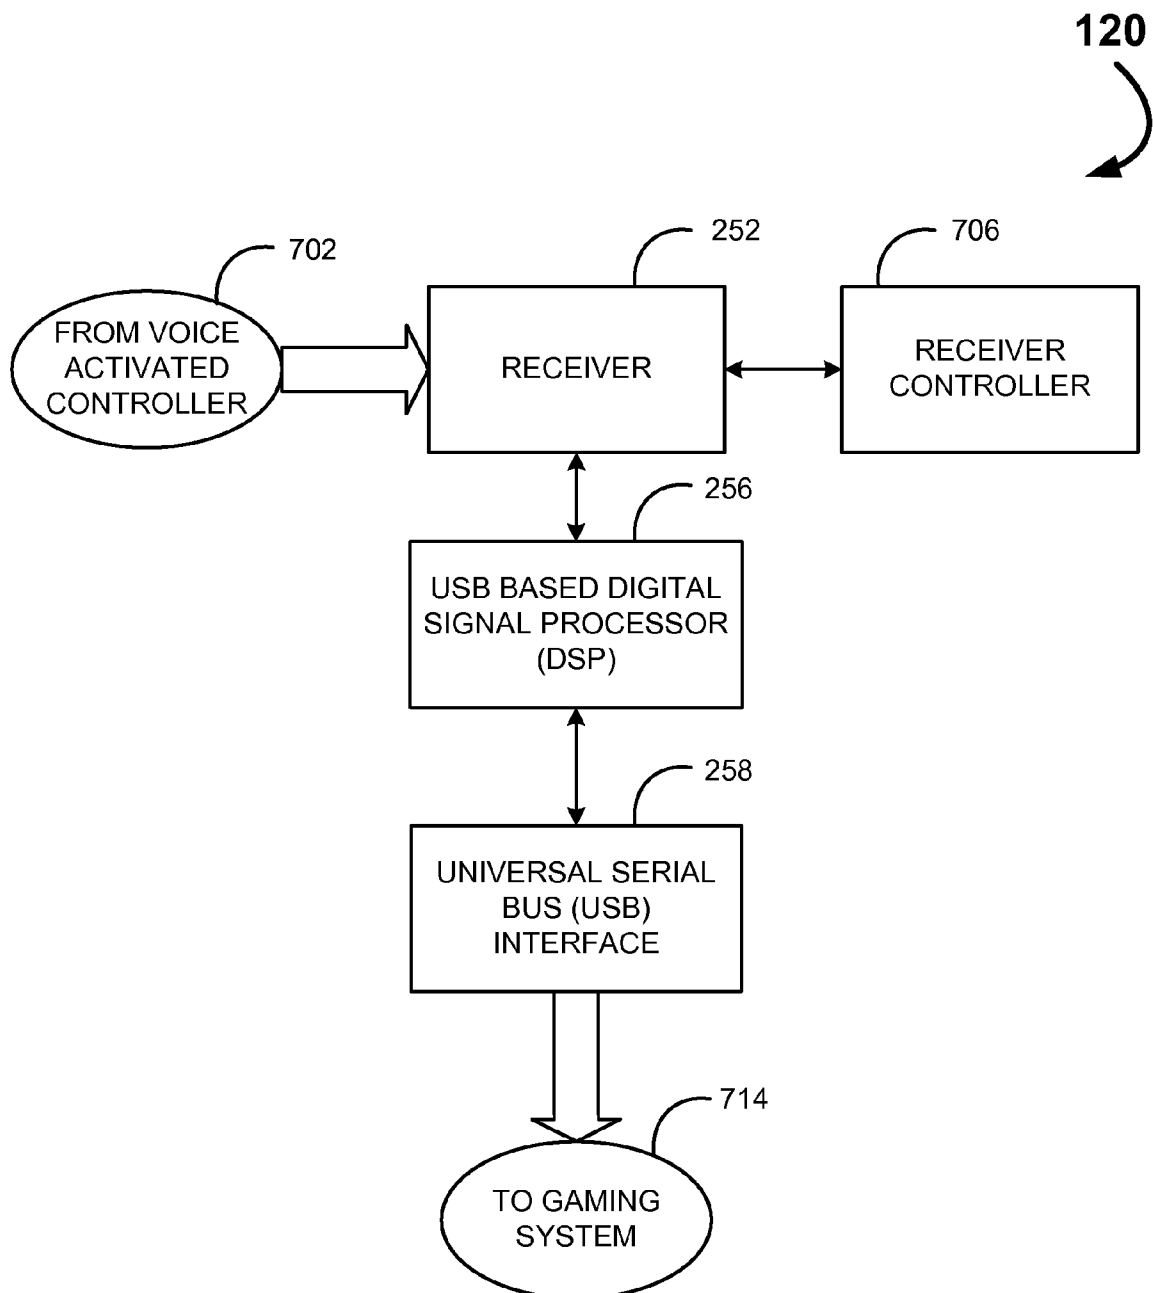 120
702
252
706
FROM VOICE
ACTIVATED
CONTROLLER
RECEIVER
RECEIVER
CONTROLLER
256
USB BASED DIGITAL
SIGNAL PROCESSOR
(DSP)
258
UNIVERSAL SERIAL
BUS (USB)
INTERFACE
714
TO GAMING
SYSTEM